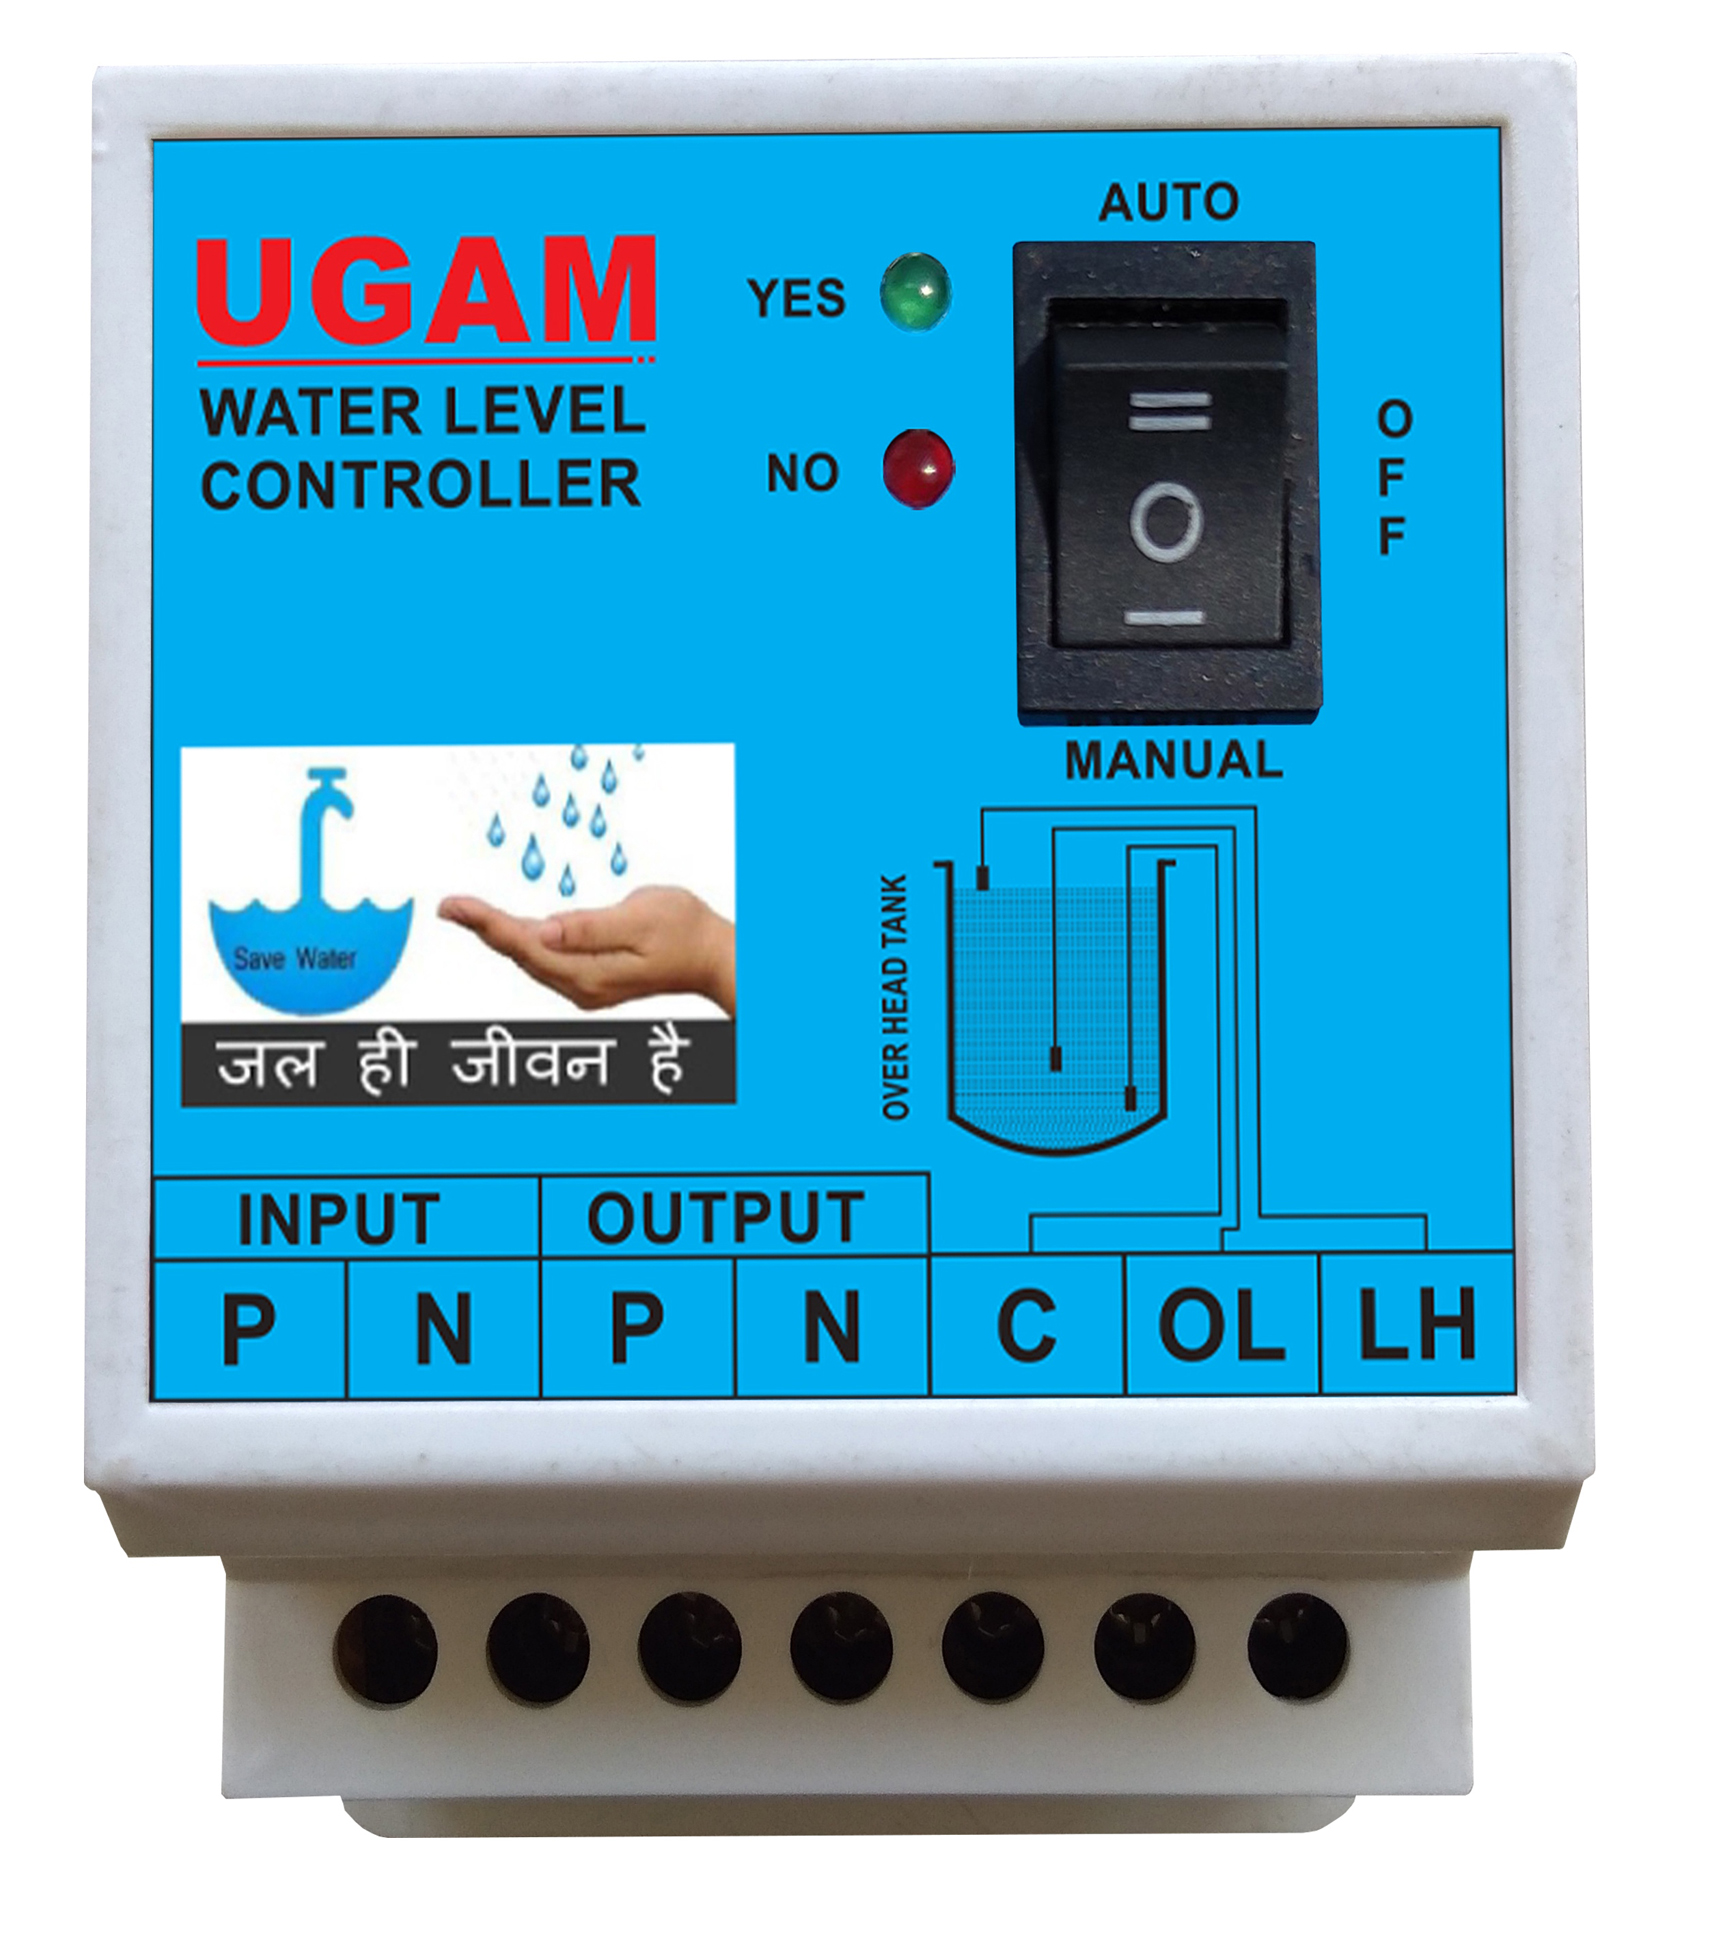 UGAM
WATER LEVEL
CONTROLLER
AUTO
YES
NO
OFF
MANUAL
Save Water
जल ही जीवन है
OVER HEAD TANK
INPUT OUTPUT
P N P N C OL LH